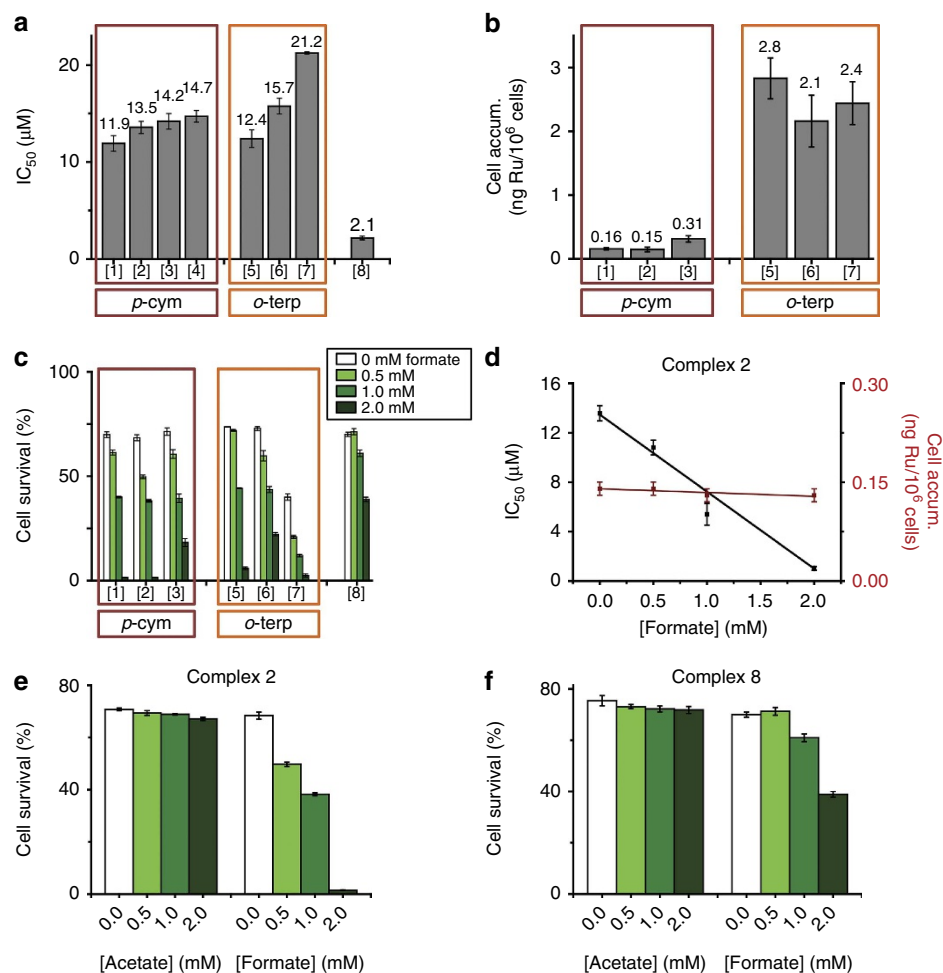 a
IC50 (μM)
20
10
0
11.9
13.5
14.2
14.7
12.4
15.7
21.2
2.1
[1] [2] [3] [4] [5] [6] [7] [8]
p-cym
o-terp
b
Cell accum.
(ng Ru/10^6 cells)
3
2
1
0
0.16
0.15
0.31
2.8
2.1
2.4
[1] [2] [3] [5] [6] [7]
p-cym
o-terp
c
0 mM formate
0.5 mM
1.0 mM
2.0 mM
Cell survival (%)
100
50
0
[1] [2] [3] [5] [6] [7] [8]
p-cym
o-terp
d
Complex 2
IC50 (μM)
16
12
8
4
0
0.30
0.15
0.00
Cell accum.
(ng Ru/10^6 cells)
0.0 0.5 1.0 1.5 2.0
[Formate] (mM)
e
Complex 2
Cell survival (%)
80
40
0
0.0 0.5 1.0 2.0 0.0 0.5 1.0 2.0
[Acetate] (mM) [Formate] (mM)
f
Complex 8
Cell survival (%)
80
40
0
0.0 0.5 1.0 2.0 0.0 0.5 1.0 2.0
[Acetate] (mM) [Formate] (mM)